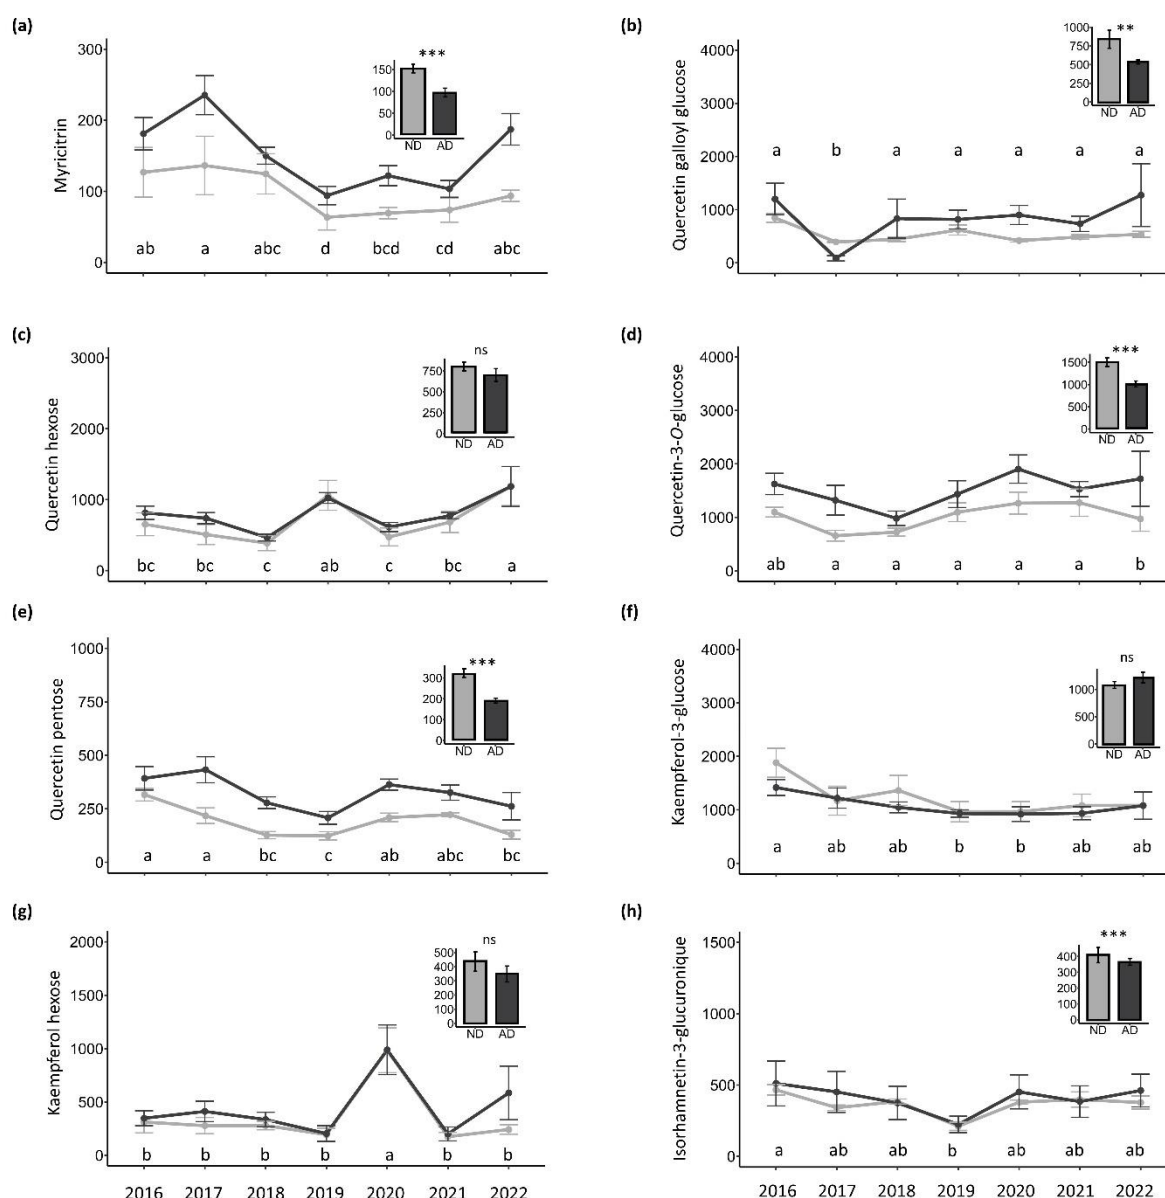 (a)
Myricitrin
300
200
100
0
***
150
100
50
0
ND AD
ab a abc d bcd cd abc
(b)
Quercetin galloyl glucose
4000
3000
2000
1000
0
**
1000
750
500
250
0
ND AD
a b a a a a a
(c)
Quercetin hexose
3000
2000
1000
0
ns
750
500
250
0
ND AD
bc bc c ab c bc a
(d)
Quercetin-3-O-glucose
4000
3000
2000
1000
0
***
1500
1000
500
0
ND AD
ab a a a a a b
(e)
Quercetin pentose
1000
750
500
250
0
***
300
200
100
0
ND AD
a a bc c ab abc bc
(f)
Kaempferol-3-glucose
4000
3000
2000
1000
0
ns
1000
500
0
ND AD
a ab ab b b ab ab
(g)
Kaempferol hexose
2000
1500
1000
500
0
ns
500
400
300
200
100
0
ND AD
b b b b a b b
2016 2017 2018 2019 2020 2021 2022
(h)
Isorhamnetin-3-glucuronique
1500
1000
500
0
***
400
300
200
100
0
ND AD
a ab ab b ab ab ab
2016 2017 2018 2019 2020 2021 2022